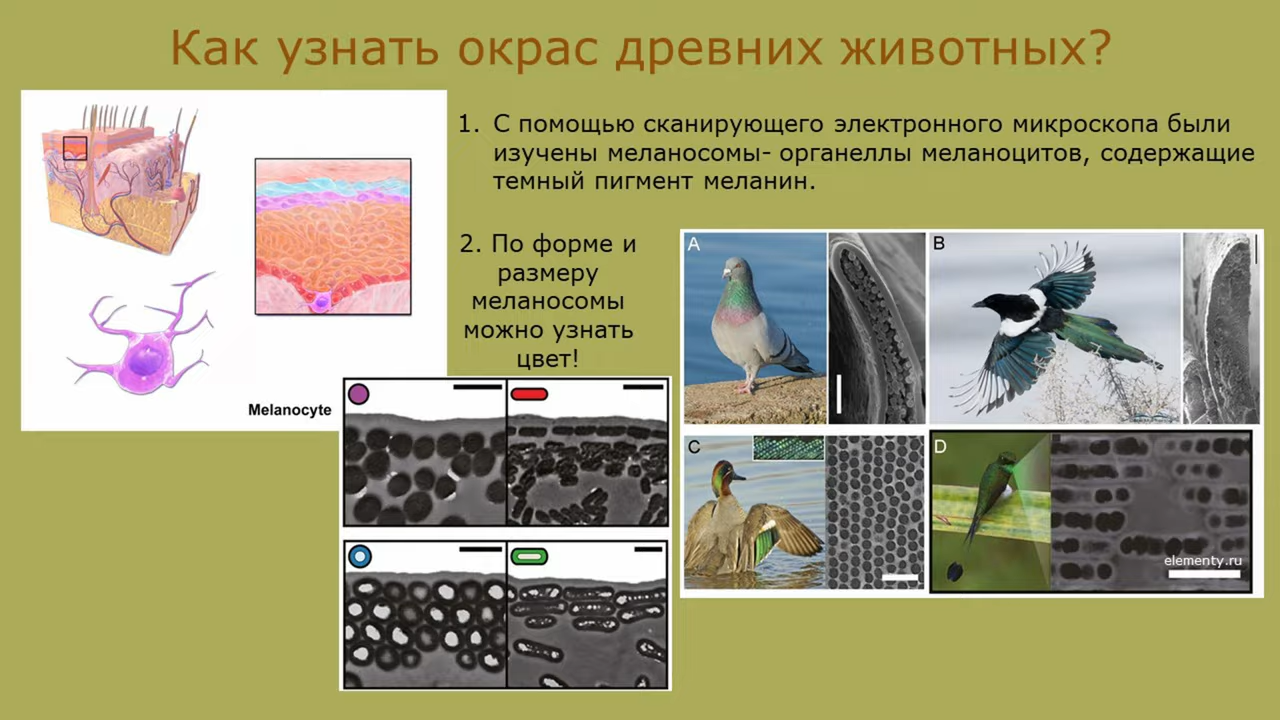 Как узнать окрас древних животных?
1. С помощью сканирующего электронного микроскопа были
изучены меланосомы- органеллы меланоцитов, содержащие
темный пигмент меланин.
2. По форме и
размеру
меланосомы
можно узнать
цвет!
Melanocyte
A
B
C
D
elementy.ru